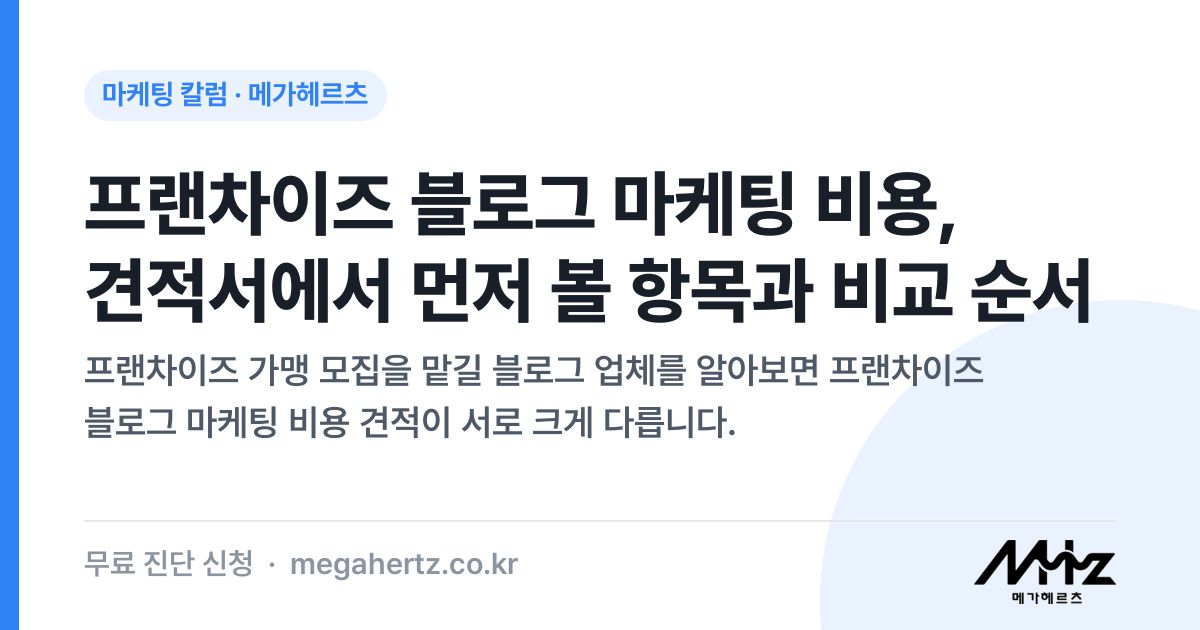 마케팅 칼럼 · 메가헤르츠
프랜차이즈 블로그 마케팅 비용,
견적서에서 먼저 볼 항목과 비교 순서
프랜차이즈 가맹 모집을 맡길 블로그 업체를 알아보면 프랜차이즈
블로그 마케팅 비용 견적이 서로 크게 다릅니다.
무료 진단 신청 · megahertz.co.kr
MHz
메가헤르츠